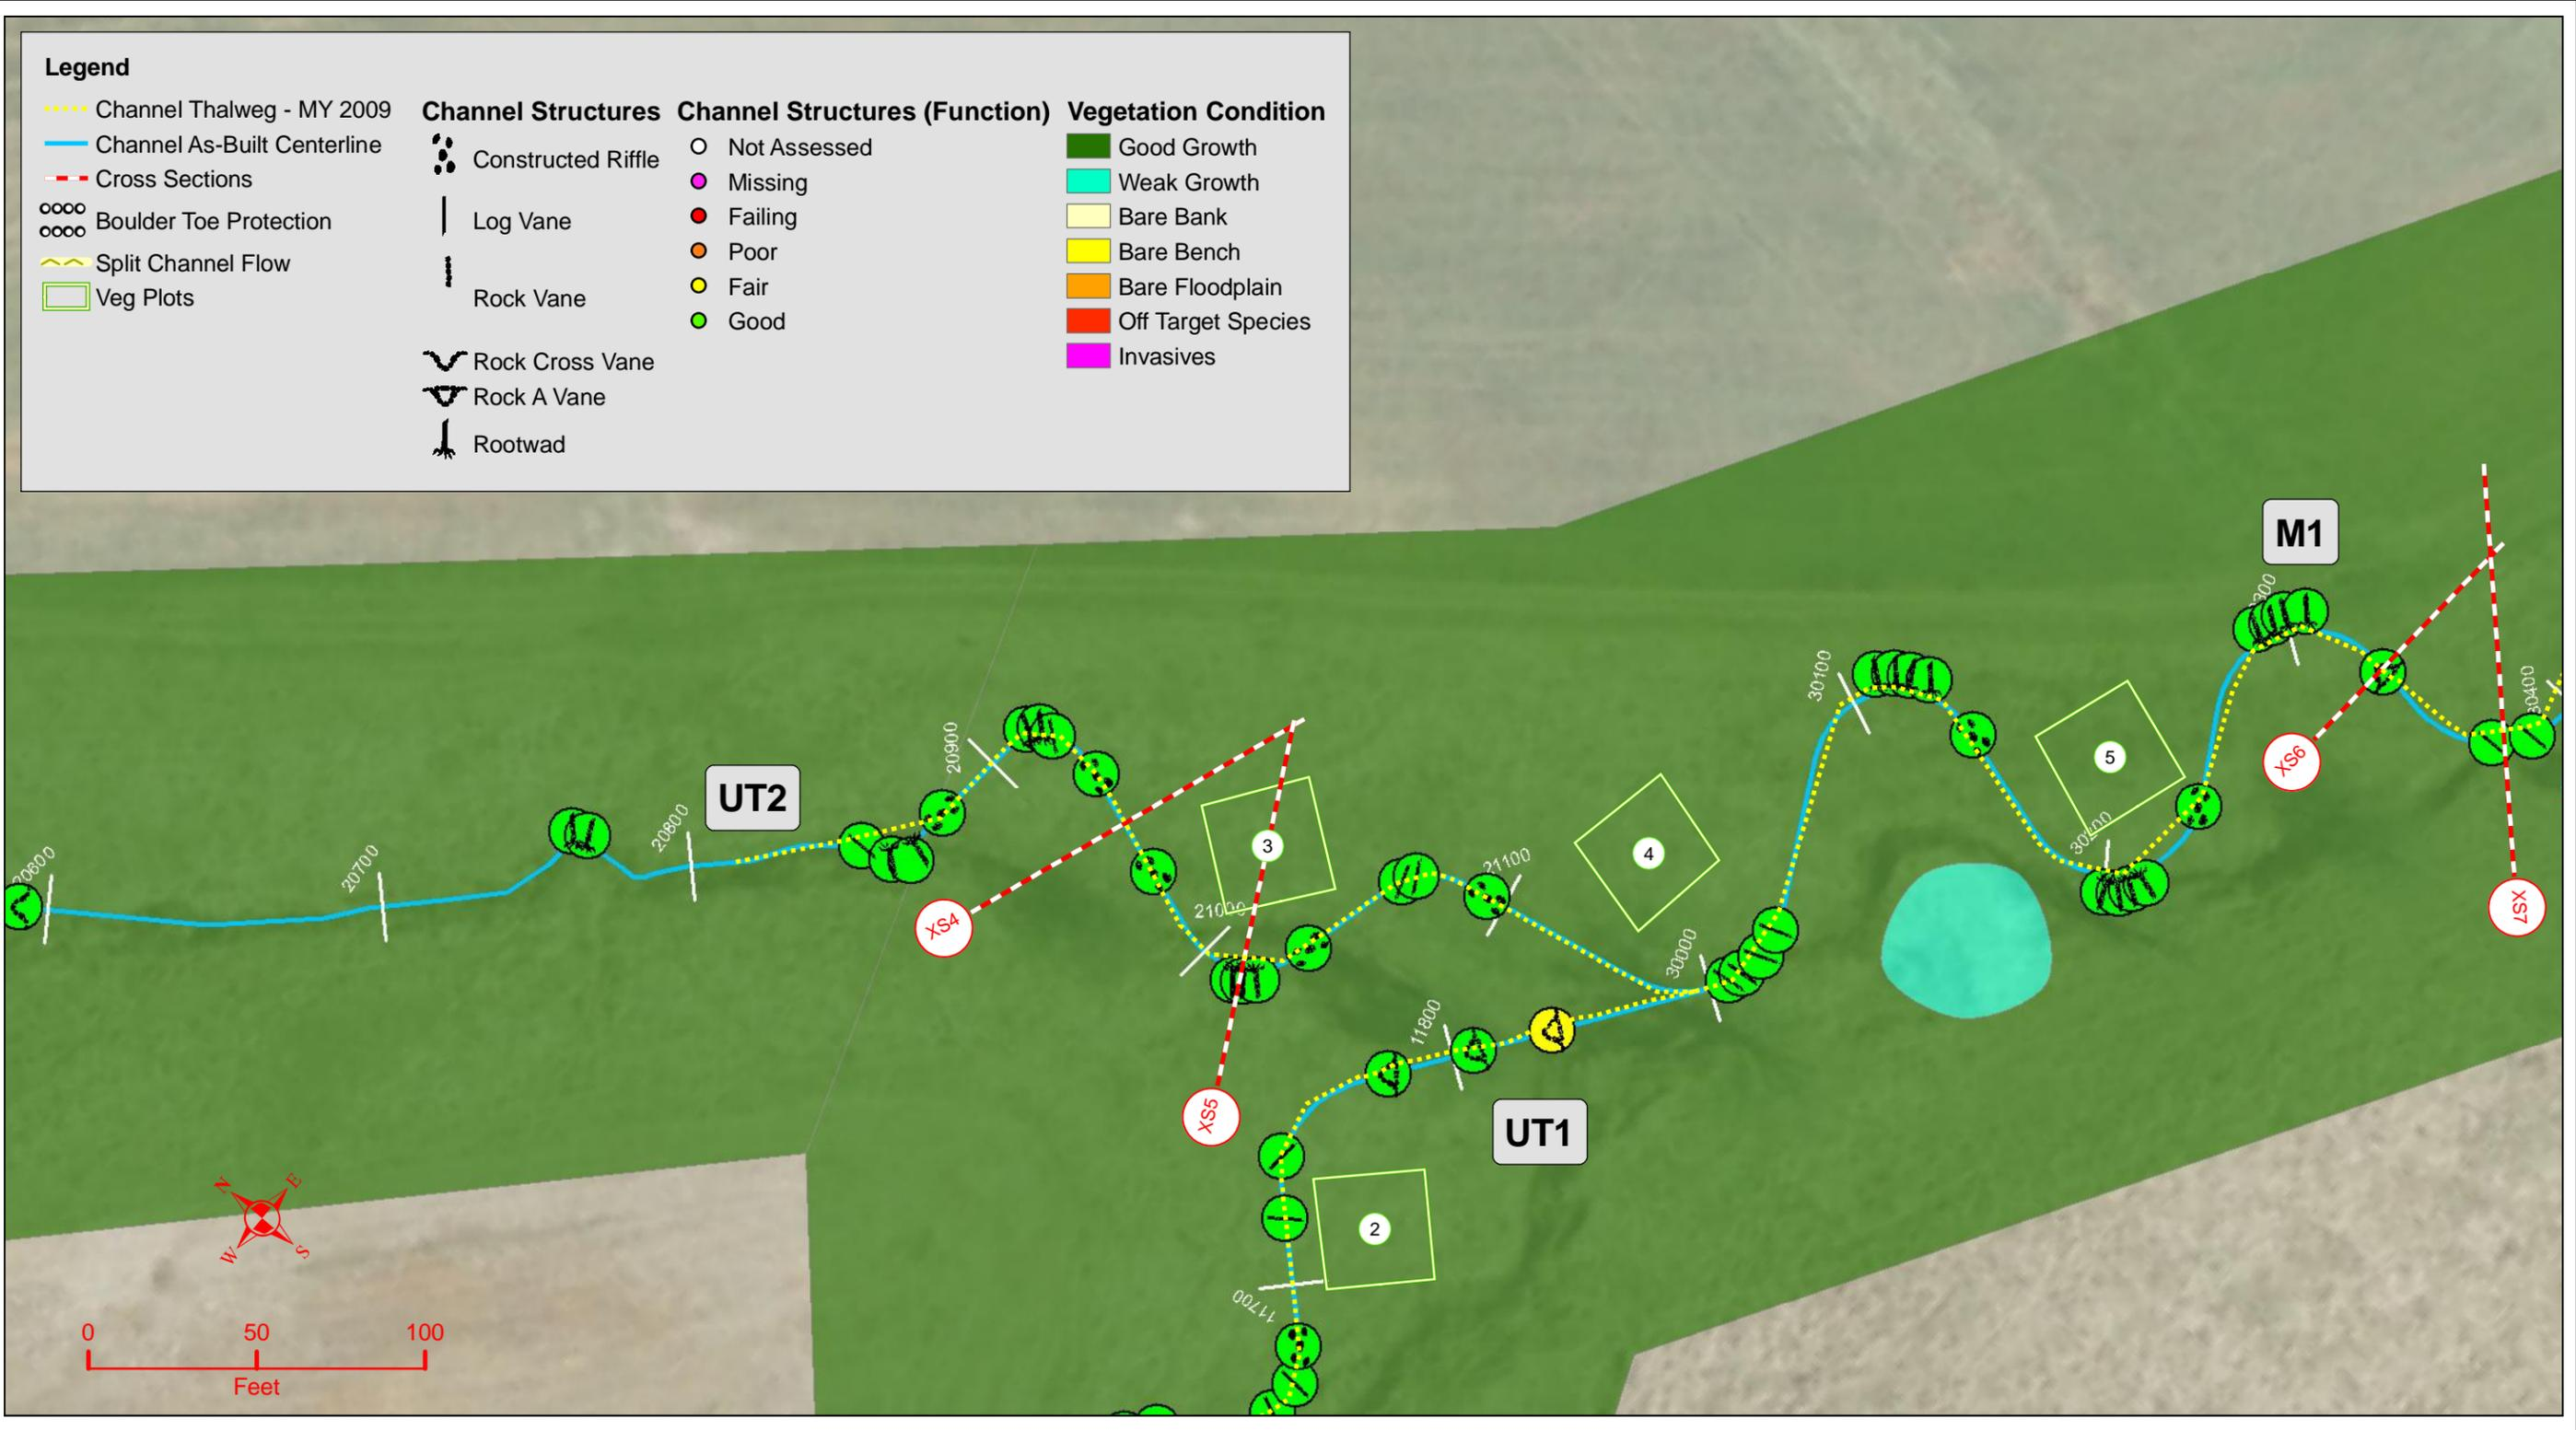 Legend
Channel Thalweg - MY 2009
Channel As-Built Centerline
Cross Sections
Boulder Toe Protection
Split Channel Flow
Veg Plots
Channel Structures
Constructed Riffle
Log Vane
Rock Vane
Rock Cross Vane
Rock A Vane
Rootwad
Channel Structures (Function)
Not Assessed
Missing
Failing
Poor
Fair
Good
Vegetation Condition
Good Growth
Weak Growth
Bare Bank
Bare Bench
Bare Floodplain
Off Target Species
Invasives
M1
30100
30400
XS6
5
20900
UT2
20800
20700
3
4
21100
30200
XS4
XS7
21000
30000
11800
XS5
UT1
2
11700
N
E
W
S
0 50 100
Feet